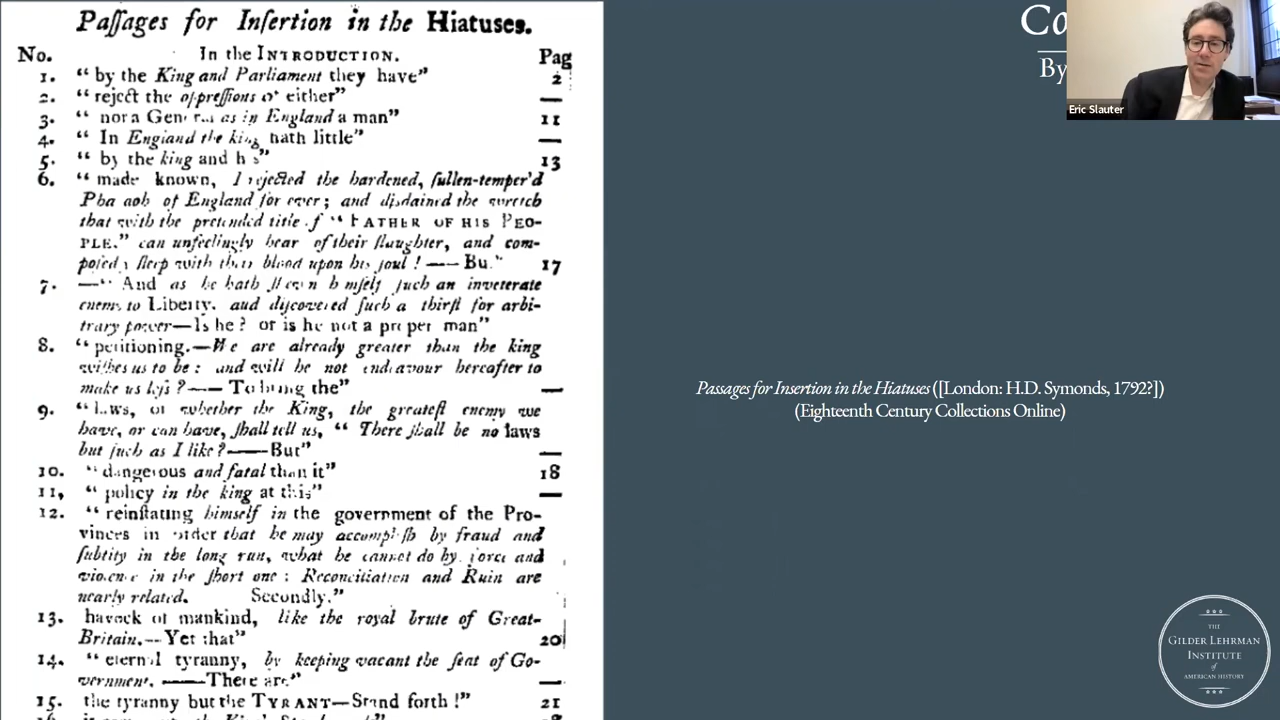 Paſſages for Inſertion in the Hiatuses.
No. In the INTRODUCTION. Pag
1. “ by the King and Parliament they have” 2
2. “ reject the oppreſſions or either” —
3. “ nor a General as in England a man” 11
4. “ In England the king hath little” —
5. “ by the king and his” 13
6. “ made known, I rejected the hardened, ſullen-temper'd
Pharaoh of England for ever; and diſdained the wretch
that with the pretended title of “ FATHER OF HIS PEO-
PLE.” can unfeelingly hear of their ſlaughter, and com-
poſedly ſleep with their blood upon his ſoul ! —— But” 17
7. —“ And as he hath ſhewn himſelf ſuch an inveterate
enemy to Liberty. and diſcovered ſuch a thirſt for arbi-
trary power—Is he ? or is he not a proper man”
8. “ petitioning.—We are already greater than the king
wiſhes us to be : and will he not endeavour hereafter to
make us leſs ?—— To bring the” —
9. “ laws, or whether the King, the greateſt enemy we
have, or can have, ſhall tell us, “ There ſhall be no laws
but ſuch as I like ?——But” —
10. “ dangerous and fatal than it” 18
11, “ policy in the king at this” —
12. “ reinſtating himſelf in the government of the Pro-
vinces in order that he may accompliſh by fraud and
ſubtity in the long run, what he cannot do by force and
violence in the ſhort one : Reconciliation and Ruin are
nearly related. Secondly.”
13. havock of mankind, like the royal brute of Great-
Britain.—Yet that” 20
14. “ eternal tyranny, by keeping vacant the ſeat of Go-
vernment. ——There are.” —
15. the tyranny but the TYRANT—Stand forth !” 21
Co
By
Eric Slauter
Passages for Insertion in the Hiatuses ([London: H.D. Symonds, 1792?])
(Eighteenth Century Collections Online)
THE
GILDER LEHRMAN
INSTITUTE
of
AMERICAN HISTORY